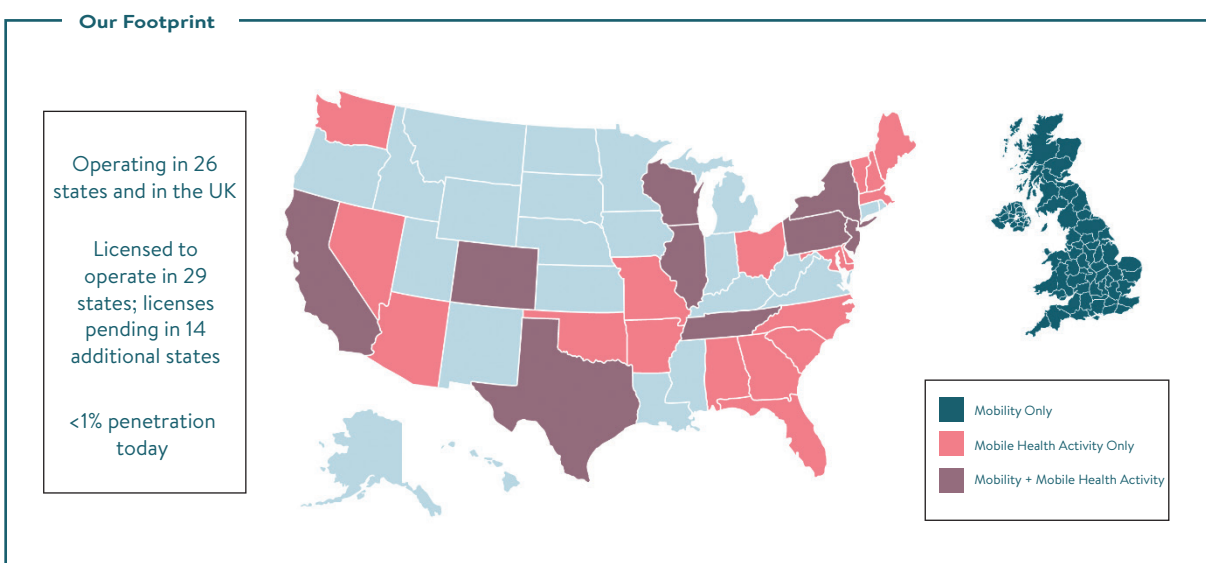 Our Footprint
Operating in 26
states and in the UK
Licensed to
operate in 29
states; licenses
pending in 14
additional states
<1% penetration
today
Mobility Only
Mobile Health Activity Only
Mobility + Mobile Health Activity